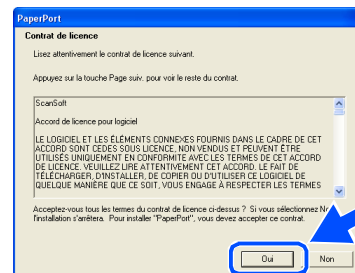 PaperPort
Contrat de licence
Lisez attentivement le contrat de licence suivant.
Appuyez sur la touche Page suiv. pour voir le reste du contrat.
ScanSoft
Accord de licence pour logiciel
LE LOGICIEL ET LES ÉLÉMENTS CONNEXES FOURNIS DANS LE CADRE DE CET
ACCORD SONT CEDES SOUS LICENCE, NON VENDUS ET PEUVENT ÊTRE
UTILISÉS UNIQUEMENT EN CONFORMITE AVEC LES TERMES DE CET ACCORD
DE LICENCE. VEUILLEZ LIRE ATTENTIVEMENT CET ACCORD. LE FAIT DE
TÉLÉCHARGER, D'INSTALLER, DE COPIER OU D'UTILISER CE LOGICIEL DE
QUELQUE MANIÈRE QUE CE SOIT, VOUS ENGAGE À RESPECTER LES TERMES
Acceptez-vous tous les termes du contrat de licence ci-dessus ? Si vous sélectionnez
l'installation s'arrêtera. Pour installer "PaperPort", vous devez accepter ce contrat.
Oui
Non